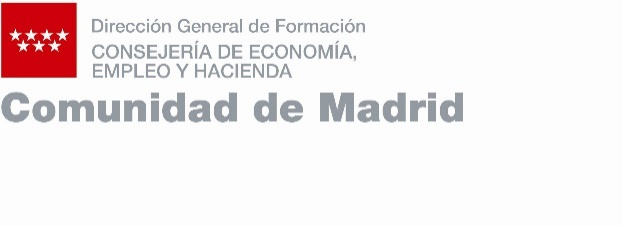 Dirección General de Formación
CONSEJERÍA DE ECONOMÍA,
EMPLEO Y HACIENDA
Comunidad de Madrid